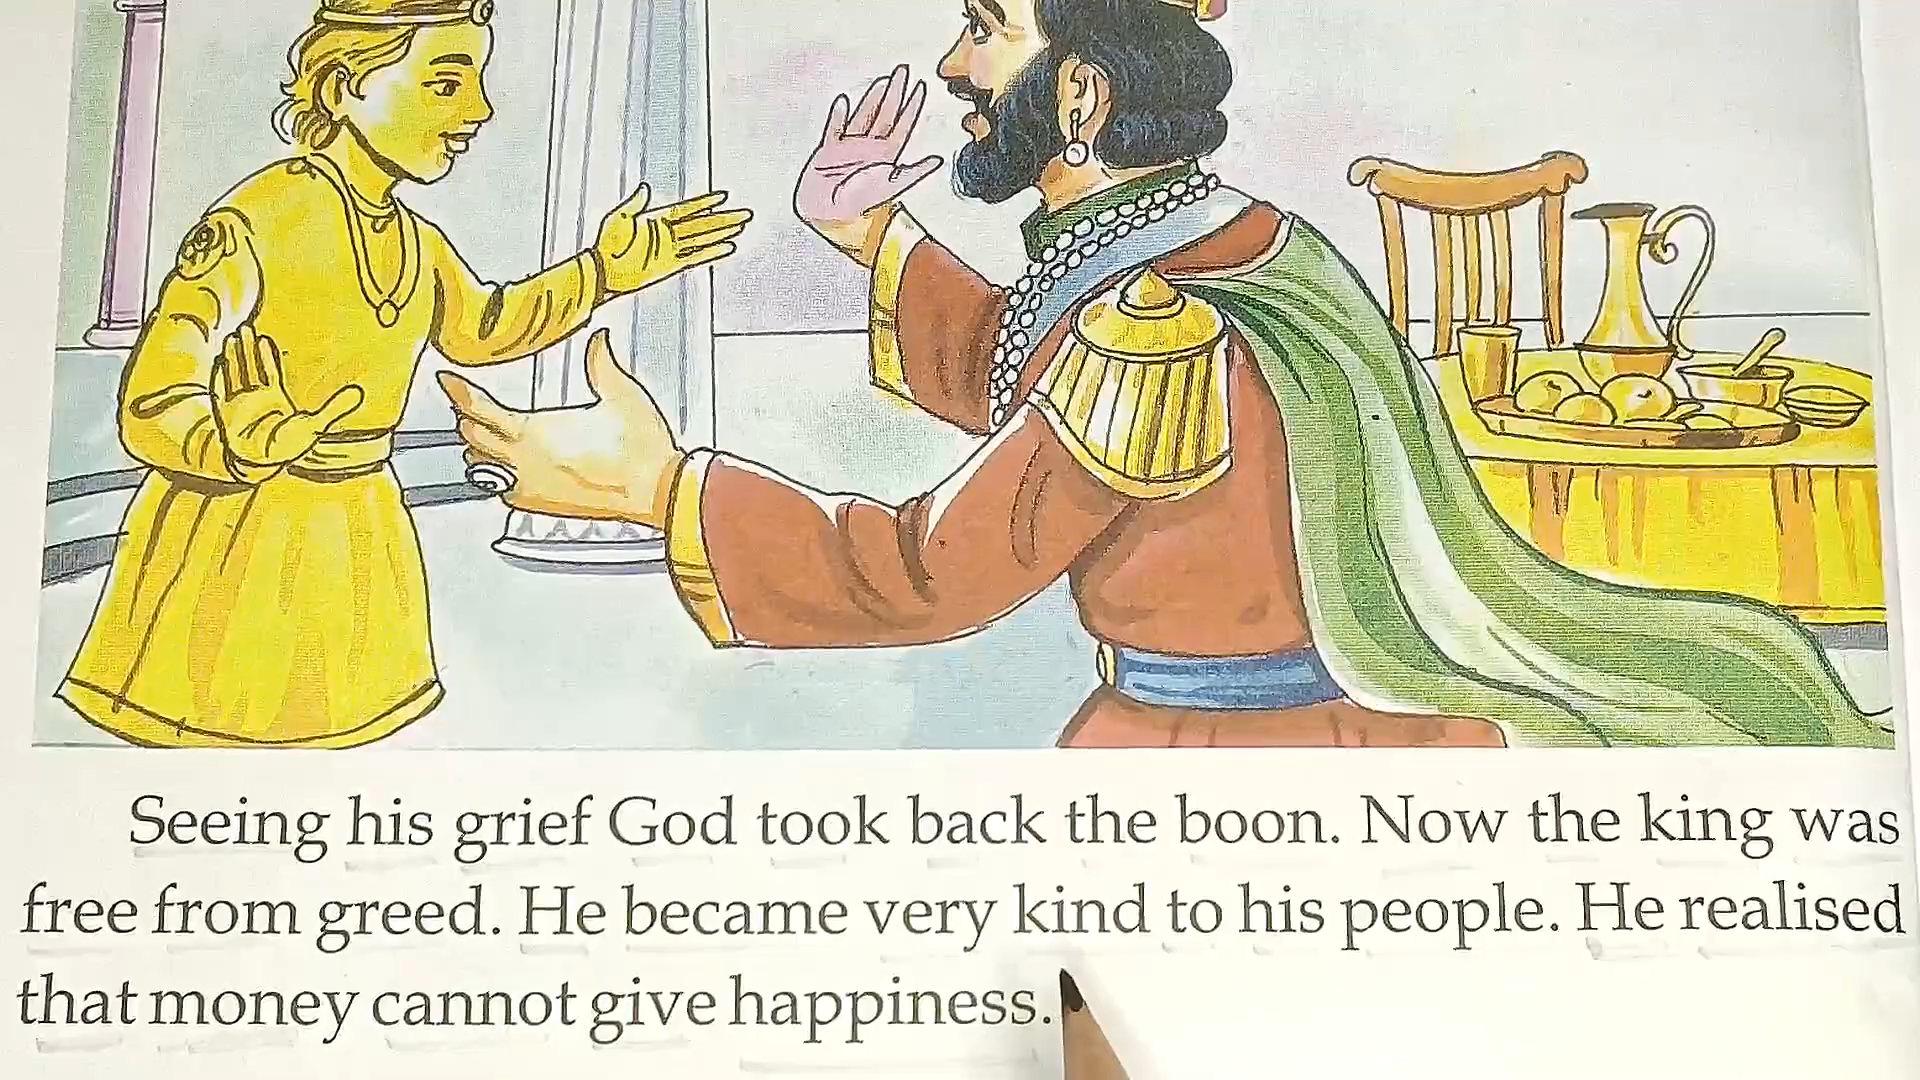 Seeing his grief God took back the boon. Now the king was
free from greed. He became very kind to his people. He realised
that money cannot give happiness.